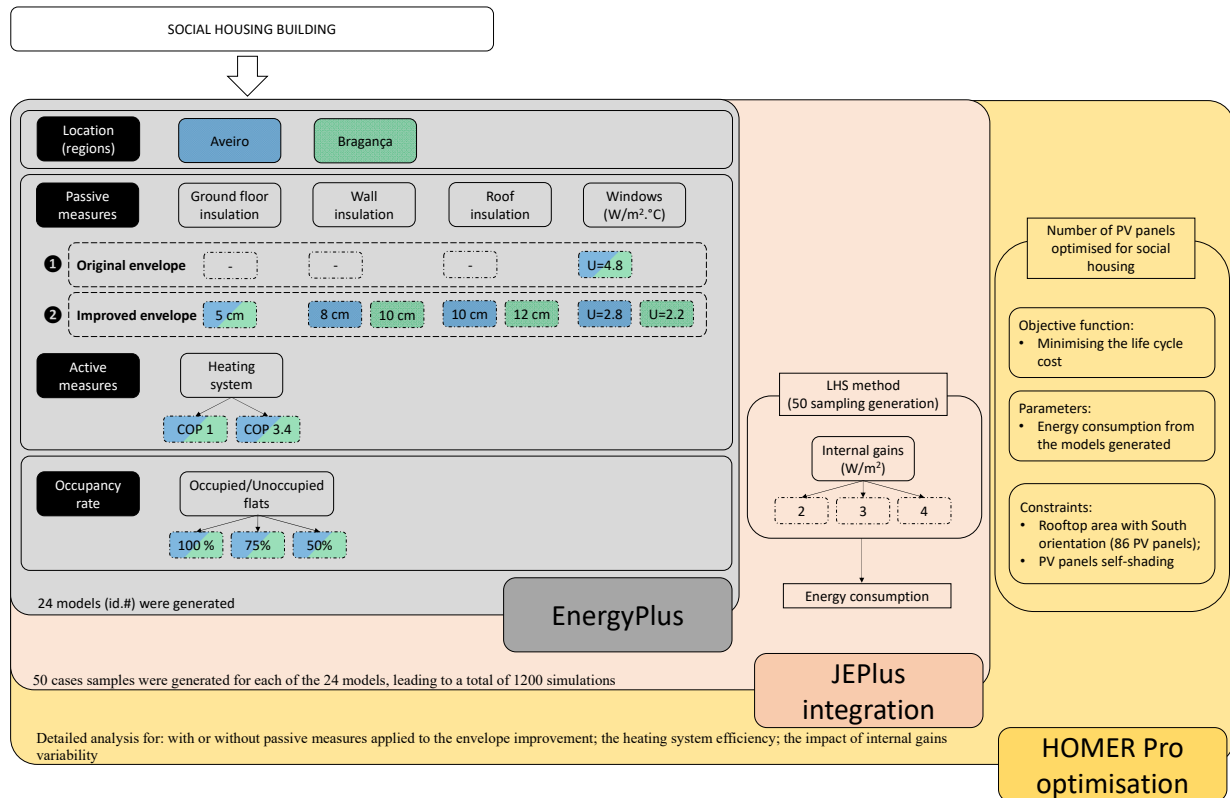 SOCIAL HOUSING BUILDING
Location
(regions)
Aveiro
Bragança
Passive
measures
Ground floor
insulation
Wall
insulation
Roof
insulation
Windows
(W/m².°C)
❶ Original envelope
-
-
-
U=4.8
❷ Improved envelope
5 cm
8 cm
10 cm
10 cm
12 cm
U=2.8
U=2.2
Active
measures
Heating
system
COP 1
COP 3.4
Occupancy
rate
Occupied/Unoccupied
flats
100 %
75%
50%
24 models (id.#) were generated
EnergyPlus
LHS method
(50 sampling generation)
Internal gains
(W/m²)
2
3
4
Energy consumption
50 cases samples were generated for each of the 24 models, leading to a total of 1200 simulations
JEPlus
integration
Number of PV panels
optimised for social
housing
Objective function:
• Minimising the life cycle
cost
Parameters:
• Energy consumption from
the models generated
Constraints:
• Rooftop area with South
orientation (86 PV panels);
• PV panels self-shading
Detailed analysis for: with or without passive measures applied to the envelope improvement; the heating system efficiency; the impact of internal gains
variability
HOMER Pro
optimisation